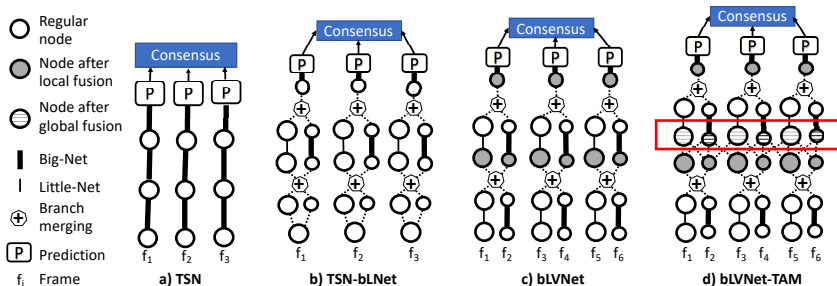 Regular
node
Node after
local fusion
Node after
global fusion
Big-Net
Little-Net
Branch
merging
P Prediction
fi Frame
Consensus
P P P
f1 f2 f3
a) TSN
Consensus
P P P
f1 f2 f3
b) TSN-bLNet
Consensus
P P P
f1 f2 f3 f4 f5 f6
c) bLVNet
Consensus
P P P
f1 f2 f3 f4 f5 f6
d) bLVNet-TAM